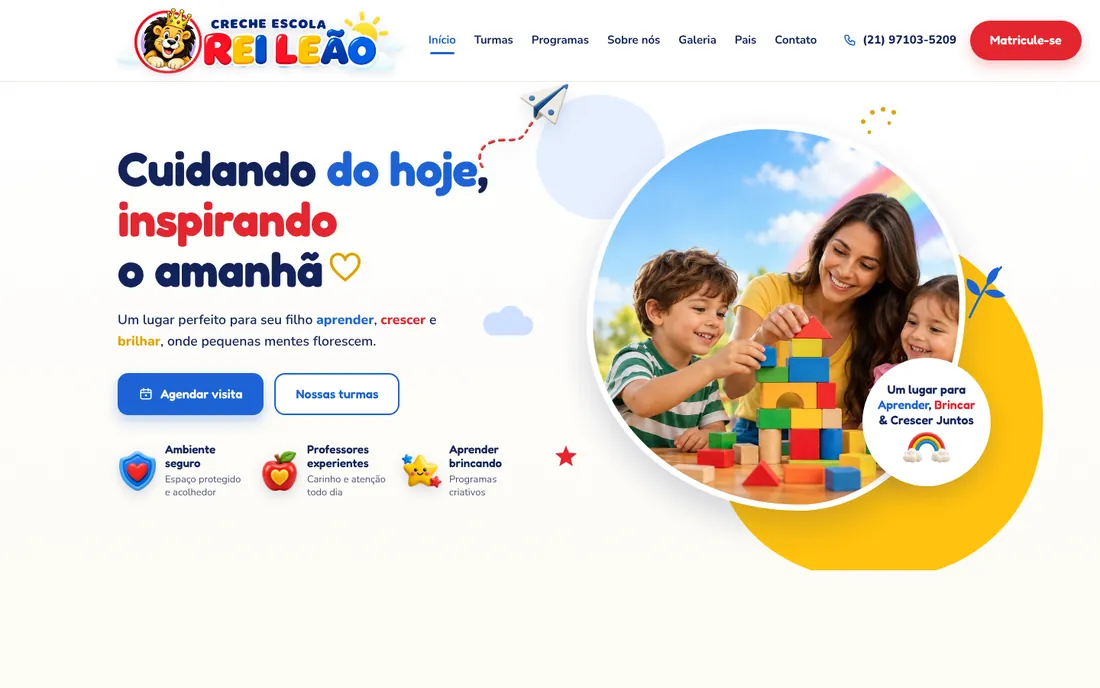 CRECHE ESCOLA
REI LEÃO
Início Turmas Programas Sobre nós Galeria Pais Contato (21) 97103-5209 Matricule-se
Cuidando do hoje,
inspirando
o amanhã
Um lugar perfeito para seu filho aprender, crescer e
brilhar, onde pequenas mentes florescem.
Agendar visita Nossas turmas
Ambiente
seguro
Espaço protegido
e acolhedor
Professores
experientes
Carinho e atenção
todo dia
Aprender
brincando
Programas
criativos
Um lugar para
Aprender, Brincar
& Crescer Juntos